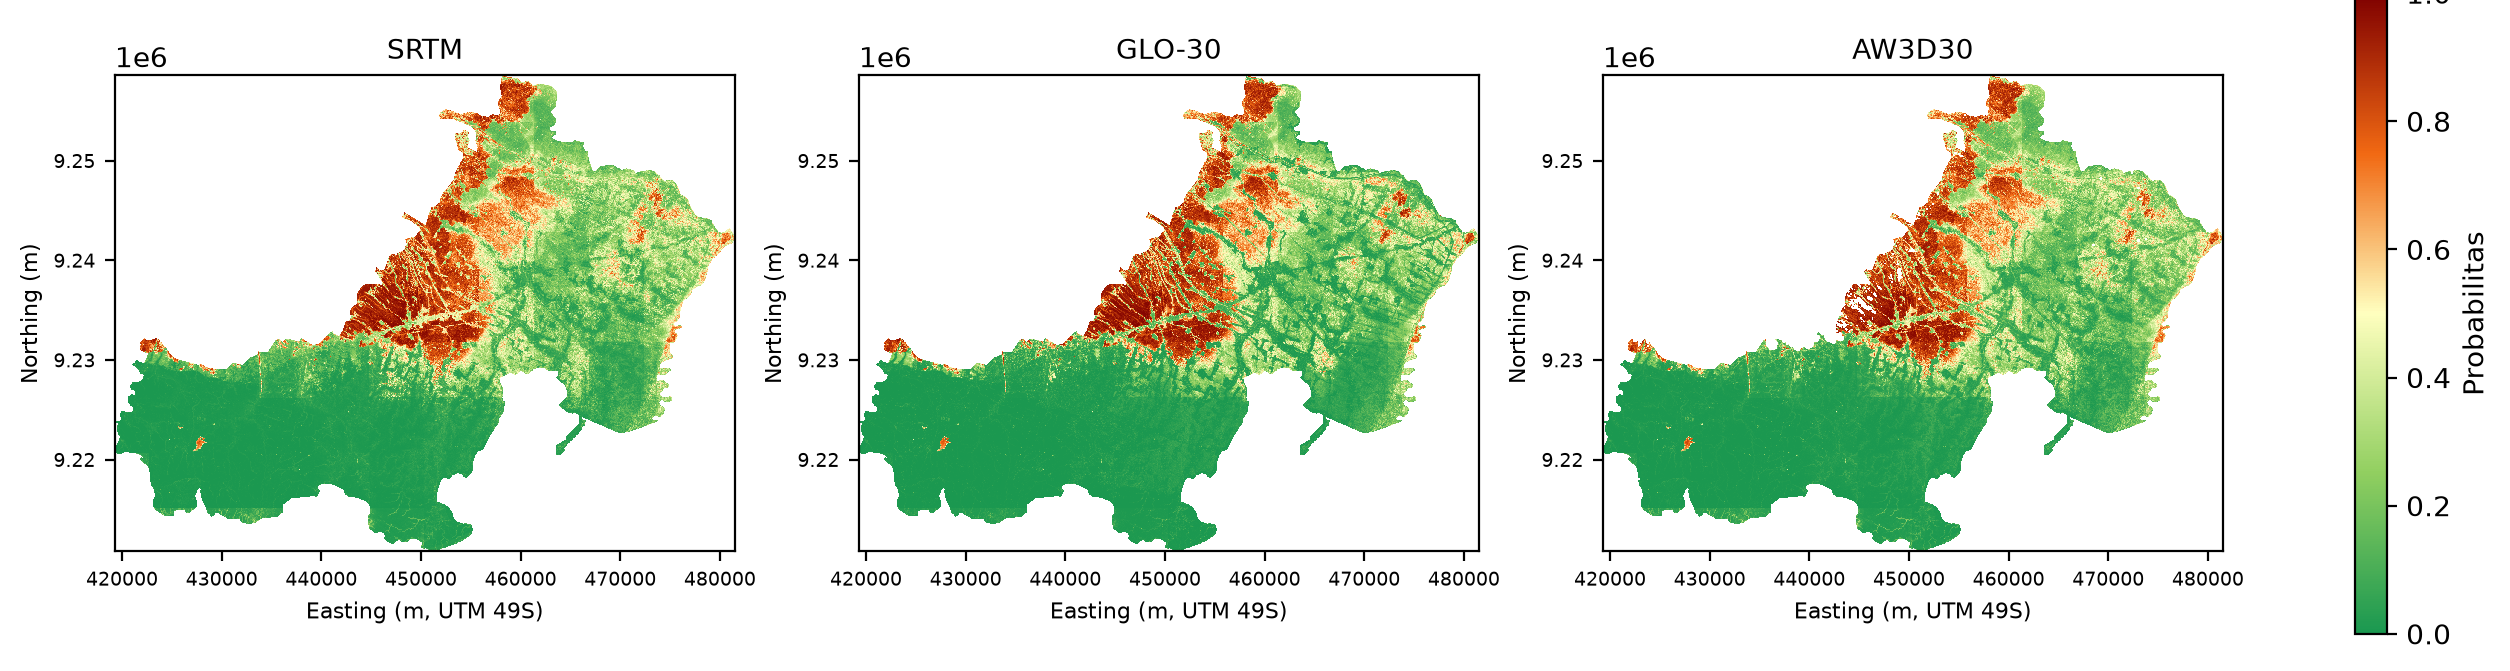 SRTM
GLO-30
AW3D30
1e6
1e6
1e6
9.25
9.24
9.23
9.22
Northing (m)
420000 430000 440000 450000 460000 470000 480000
Easting (m, UTM 49S)
9.25
9.24
9.23
9.22
Northing (m)
420000 430000 440000 450000 460000 470000 480000
Easting (m, UTM 49S)
9.25
9.24
9.23
9.22
Northing (m)
420000 430000 440000 450000 460000 470000 480000
Easting (m, UTM 49S)
0.8
0.6
0.4
0.2
0.0
Probabilitas